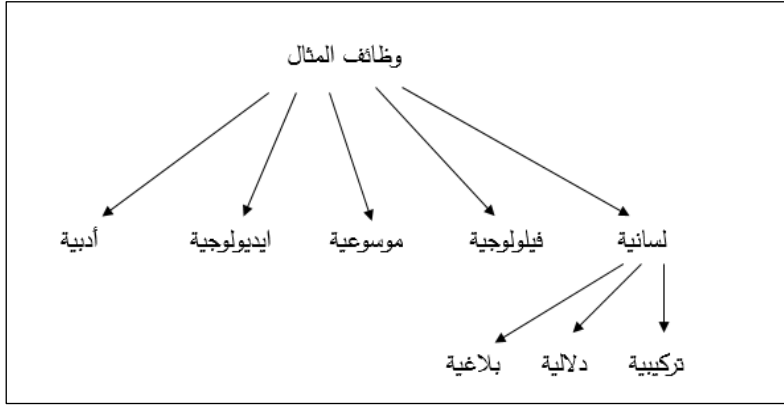 وظائف المثال
لسانية فيلولوجية موسوعية ايديولوجية أدبية
تركيبية دلالية بلاغية